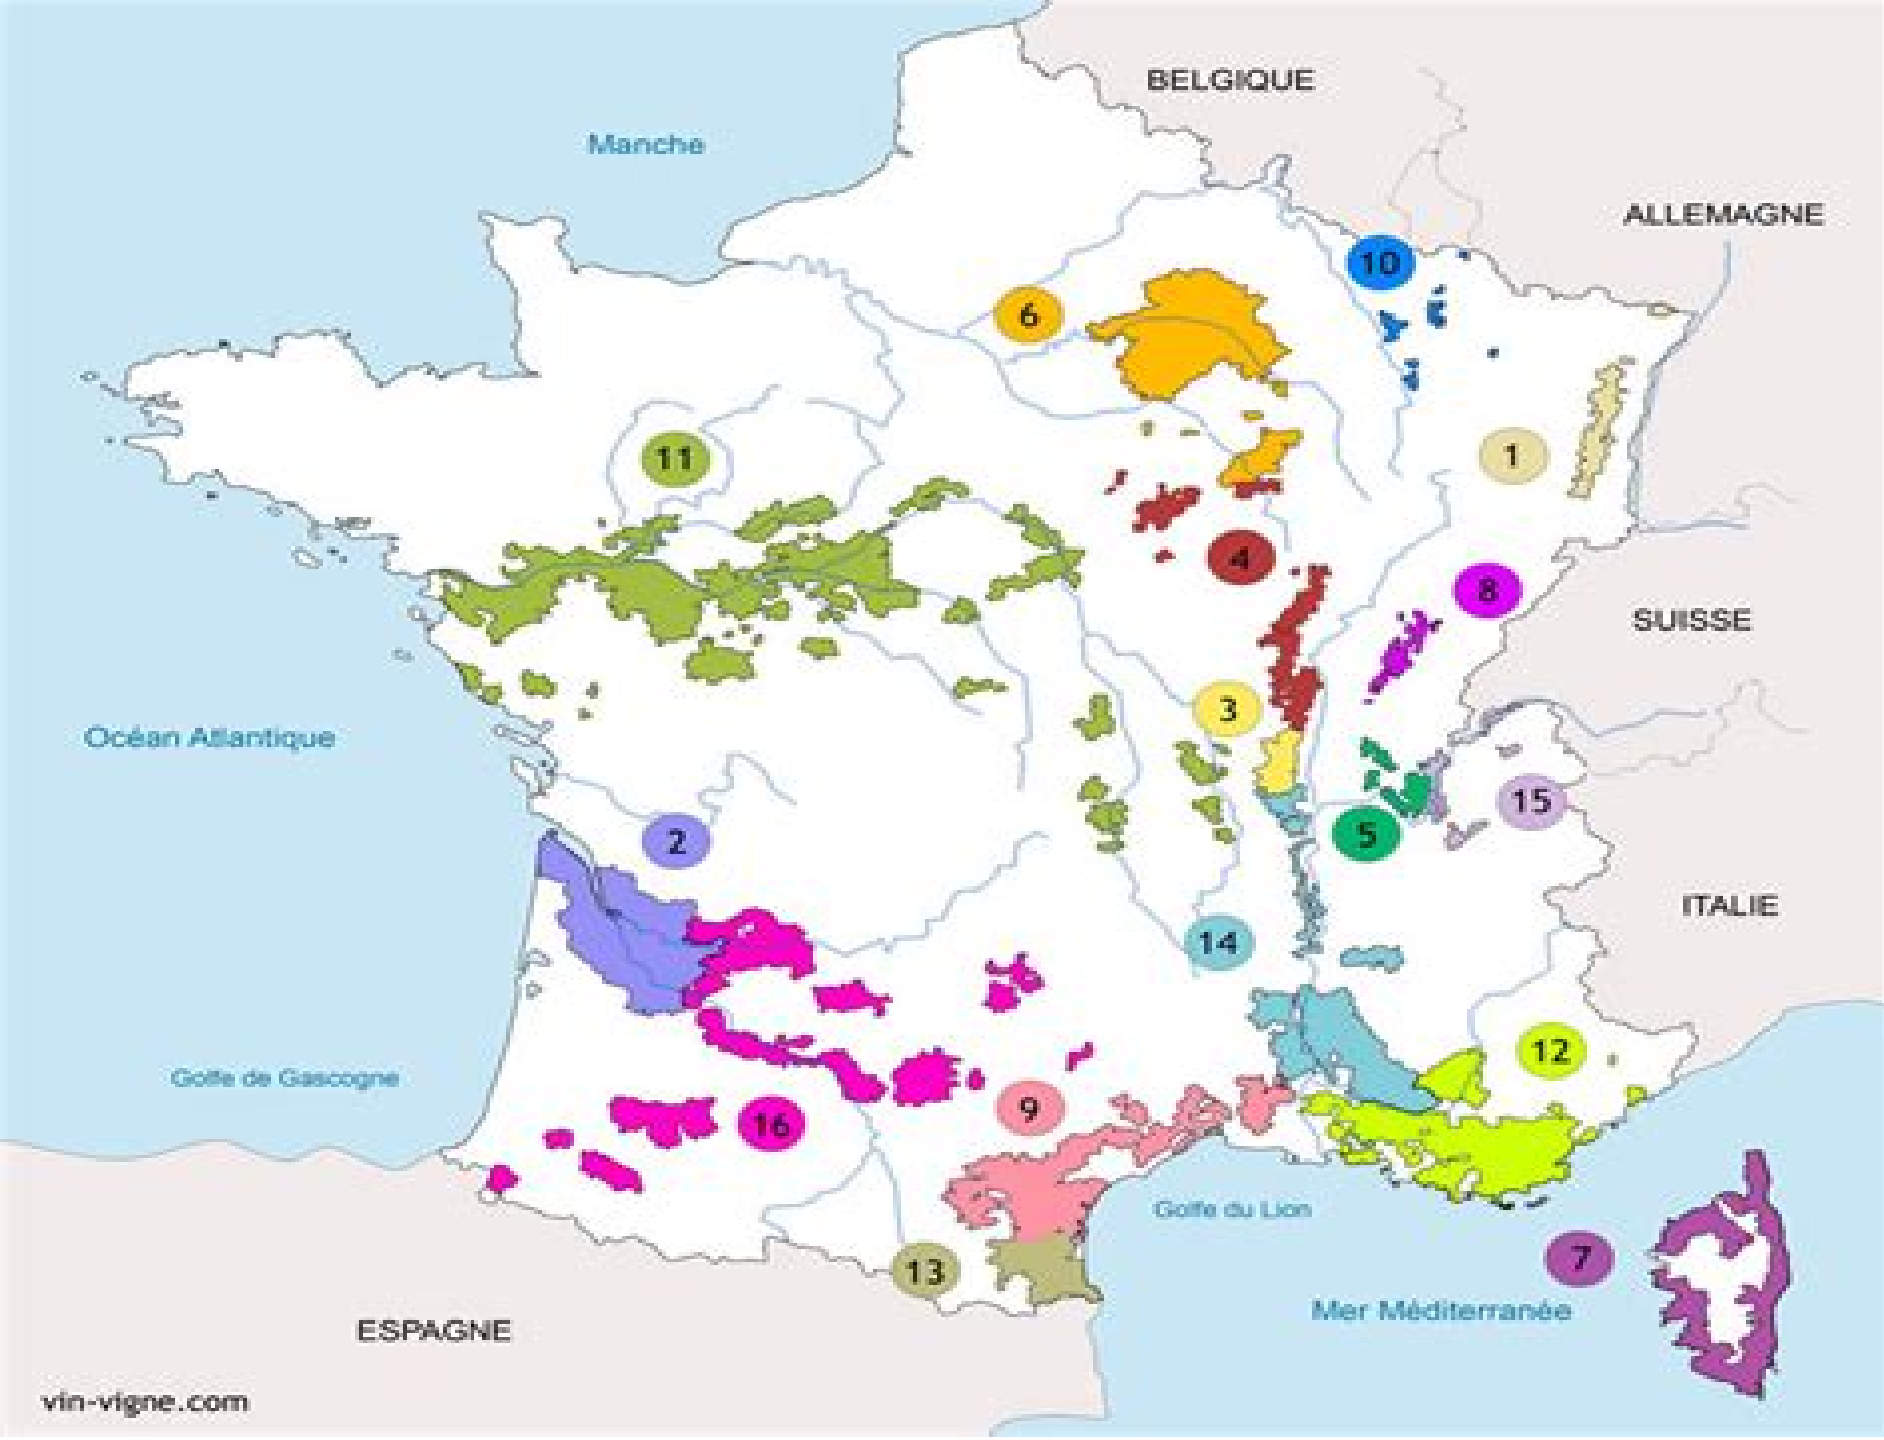 BELGIQUE
Manche
ALLEMAGNE
10
6
11
1
4
8
SUISSE
3
Océan Atlantique
15
5
2
ITALIE
14
12
Golfe de Gascogne
9
16
Golfe du Lion
7
13
Mer Méditerranée
ESPAGNE
vin-vigne.com